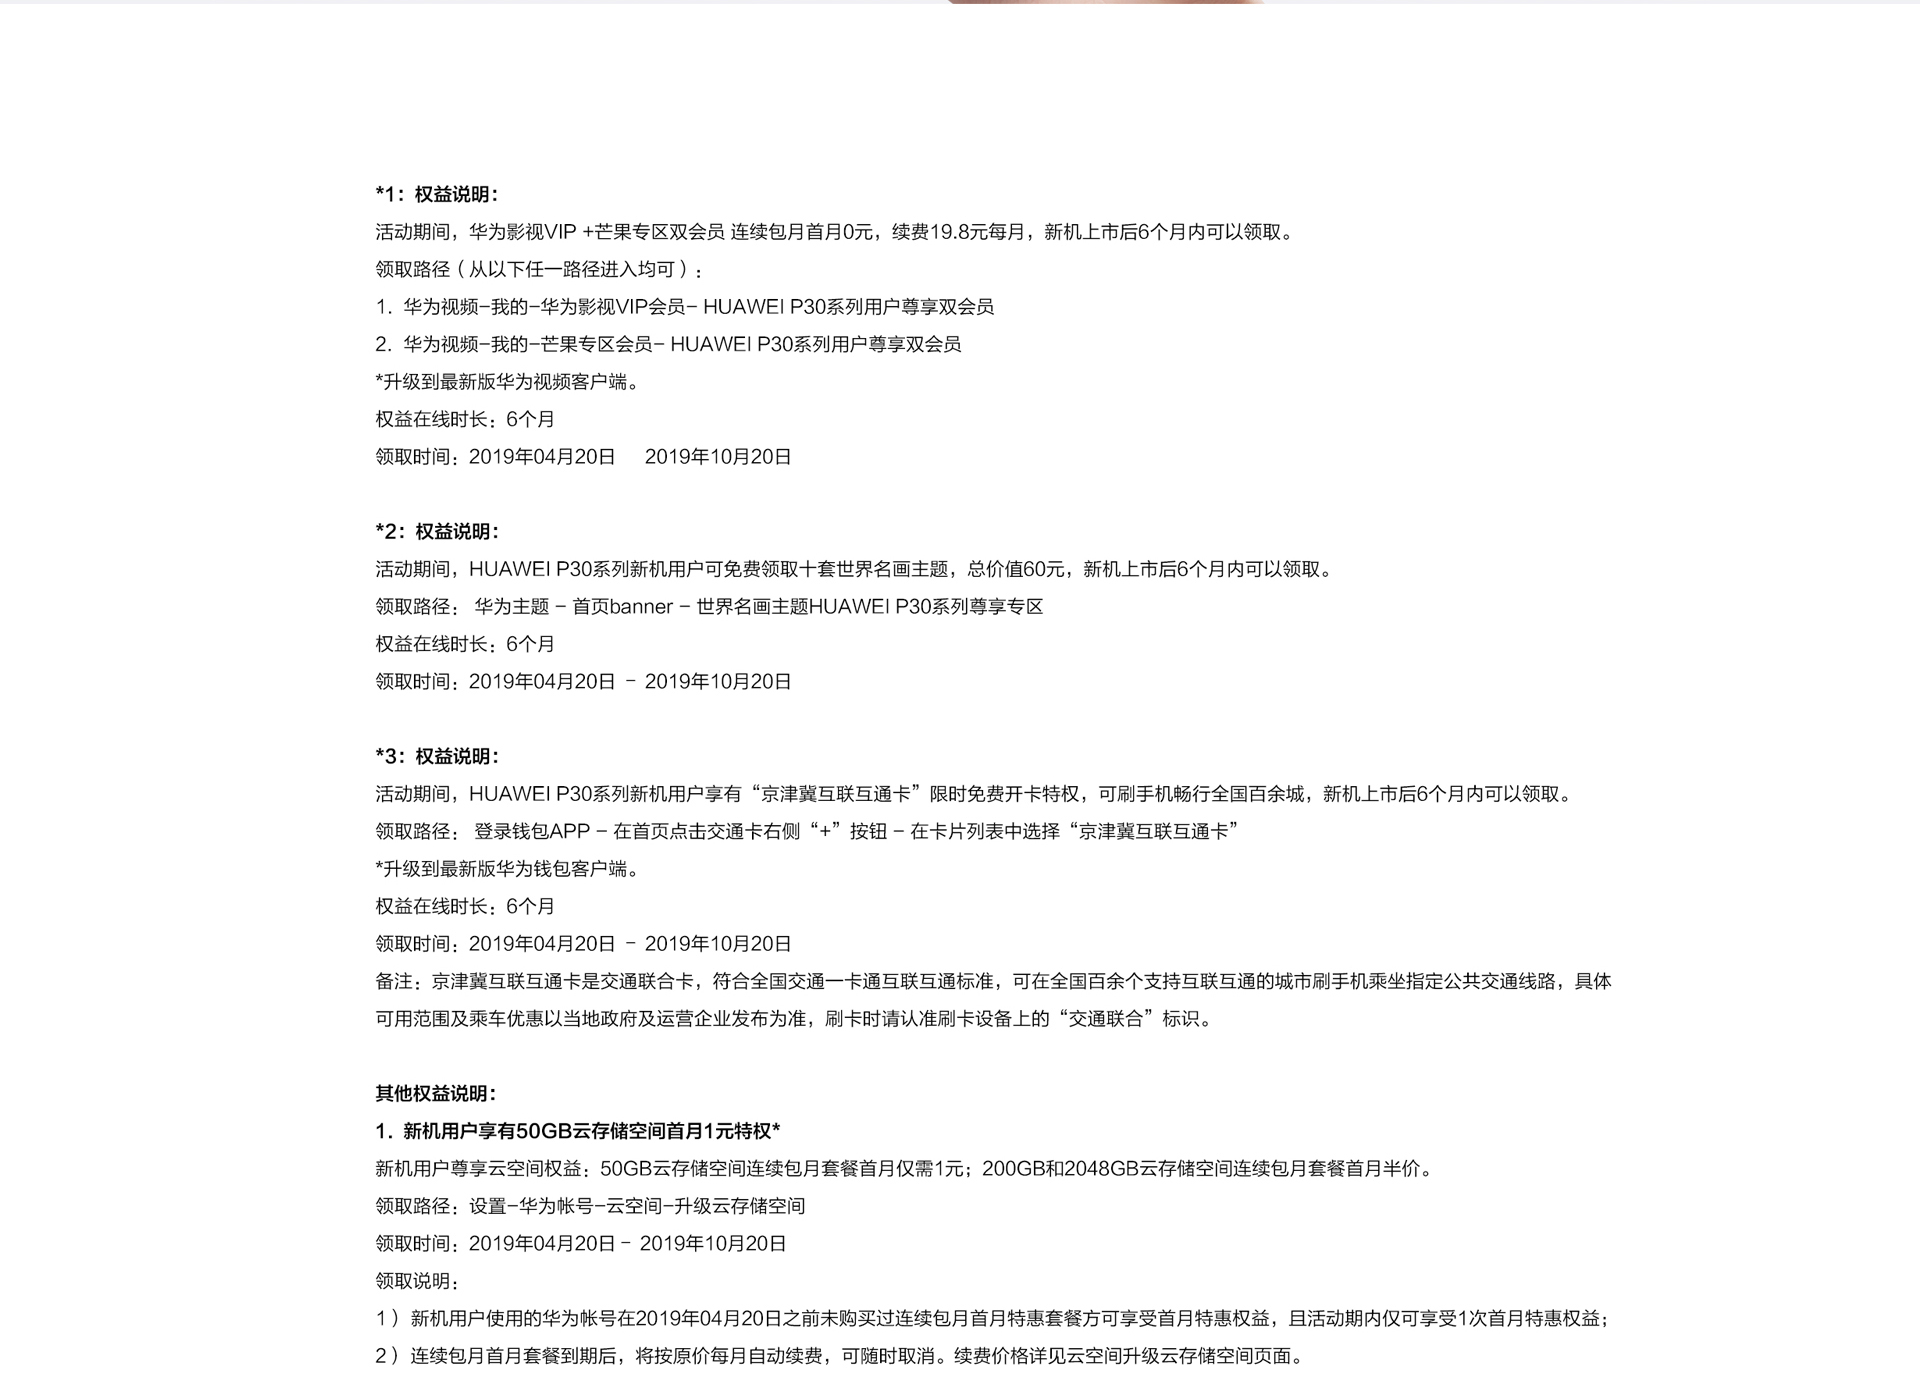 *1：权益说明：
活动期间，华为影视VIP +芒果专区双会员 连续包月首月0元，续费19.8元每月，新机上市后6个月内可以领取。
领取路径（从以下任一路径进入均可）：
1. 华为视频-我的-华为影视VIP会员- HUAWEI P30系列用户尊享双会员
2. 华为视频-我的-芒果专区会员- HUAWEI P30系列用户尊享双会员
*升级到最新版华为视频客户端。
权益在线时长：6个月
领取时间：2019年04月20日   2019年10月20日
*2：权益说明：
活动期间，HUAWEI P30系列新机用户可免费领取十套世界名画主题，总价值60元，新机上市后6个月内可以领取。
领取路径： 华为主题 - 首页banner - 世界名画主题HUAWEI P30系列尊享专区
权益在线时长：6个月
领取时间：2019年04月20日 - 2019年10月20日
*3：权益说明：
活动期间，HUAWEI P30系列新机用户享有“京津冀互联互通卡”限时免费开卡特权，可刷手机畅行全国百余城，新机上市后6个月内可以领取。
领取路径： 登录钱包APP - 在首页点击交通卡右侧“+”按钮 - 在卡片列表中选择“京津冀互联互通卡”
*升级到最新版华为钱包客户端。
权益在线时长：6个月
领取时间：2019年04月20日 - 2019年10月20日
备注：京津冀互联互通卡是交通联合卡，符合全国交通一卡通互联互通标准，可在全国百余个支持互联互通的城市刷手机乘坐指定公共交通线路，具体
可用范围及乘车优惠以当地政府及运营企业发布为准，刷卡时请认准刷卡设备上的“交通联合”标识。
其他权益说明：
1. 新机用户享有50GB云存储空间首月1元特权*
新机用户尊享云空间权益：50GB云存储空间连续包月套餐首月仅需1元；200GB和2048GB云存储空间连续包月套餐首月半价。
领取路径：设置-华为帐号-云空间-升级云存储空间
领取时间：2019年04月20日 - 2019年10月20日
领取说明：
1）新机用户使用的华为帐号在2019年04月20日之前未购买过连续包月首月特惠套餐方可享受首月特惠权益，且活动期内仅可享受1次首月特惠权益；
2）连续包月首月套餐到期后，将按原价每月自动续费，可随时取消。续费价格详见云空间升级云存储空间页面。